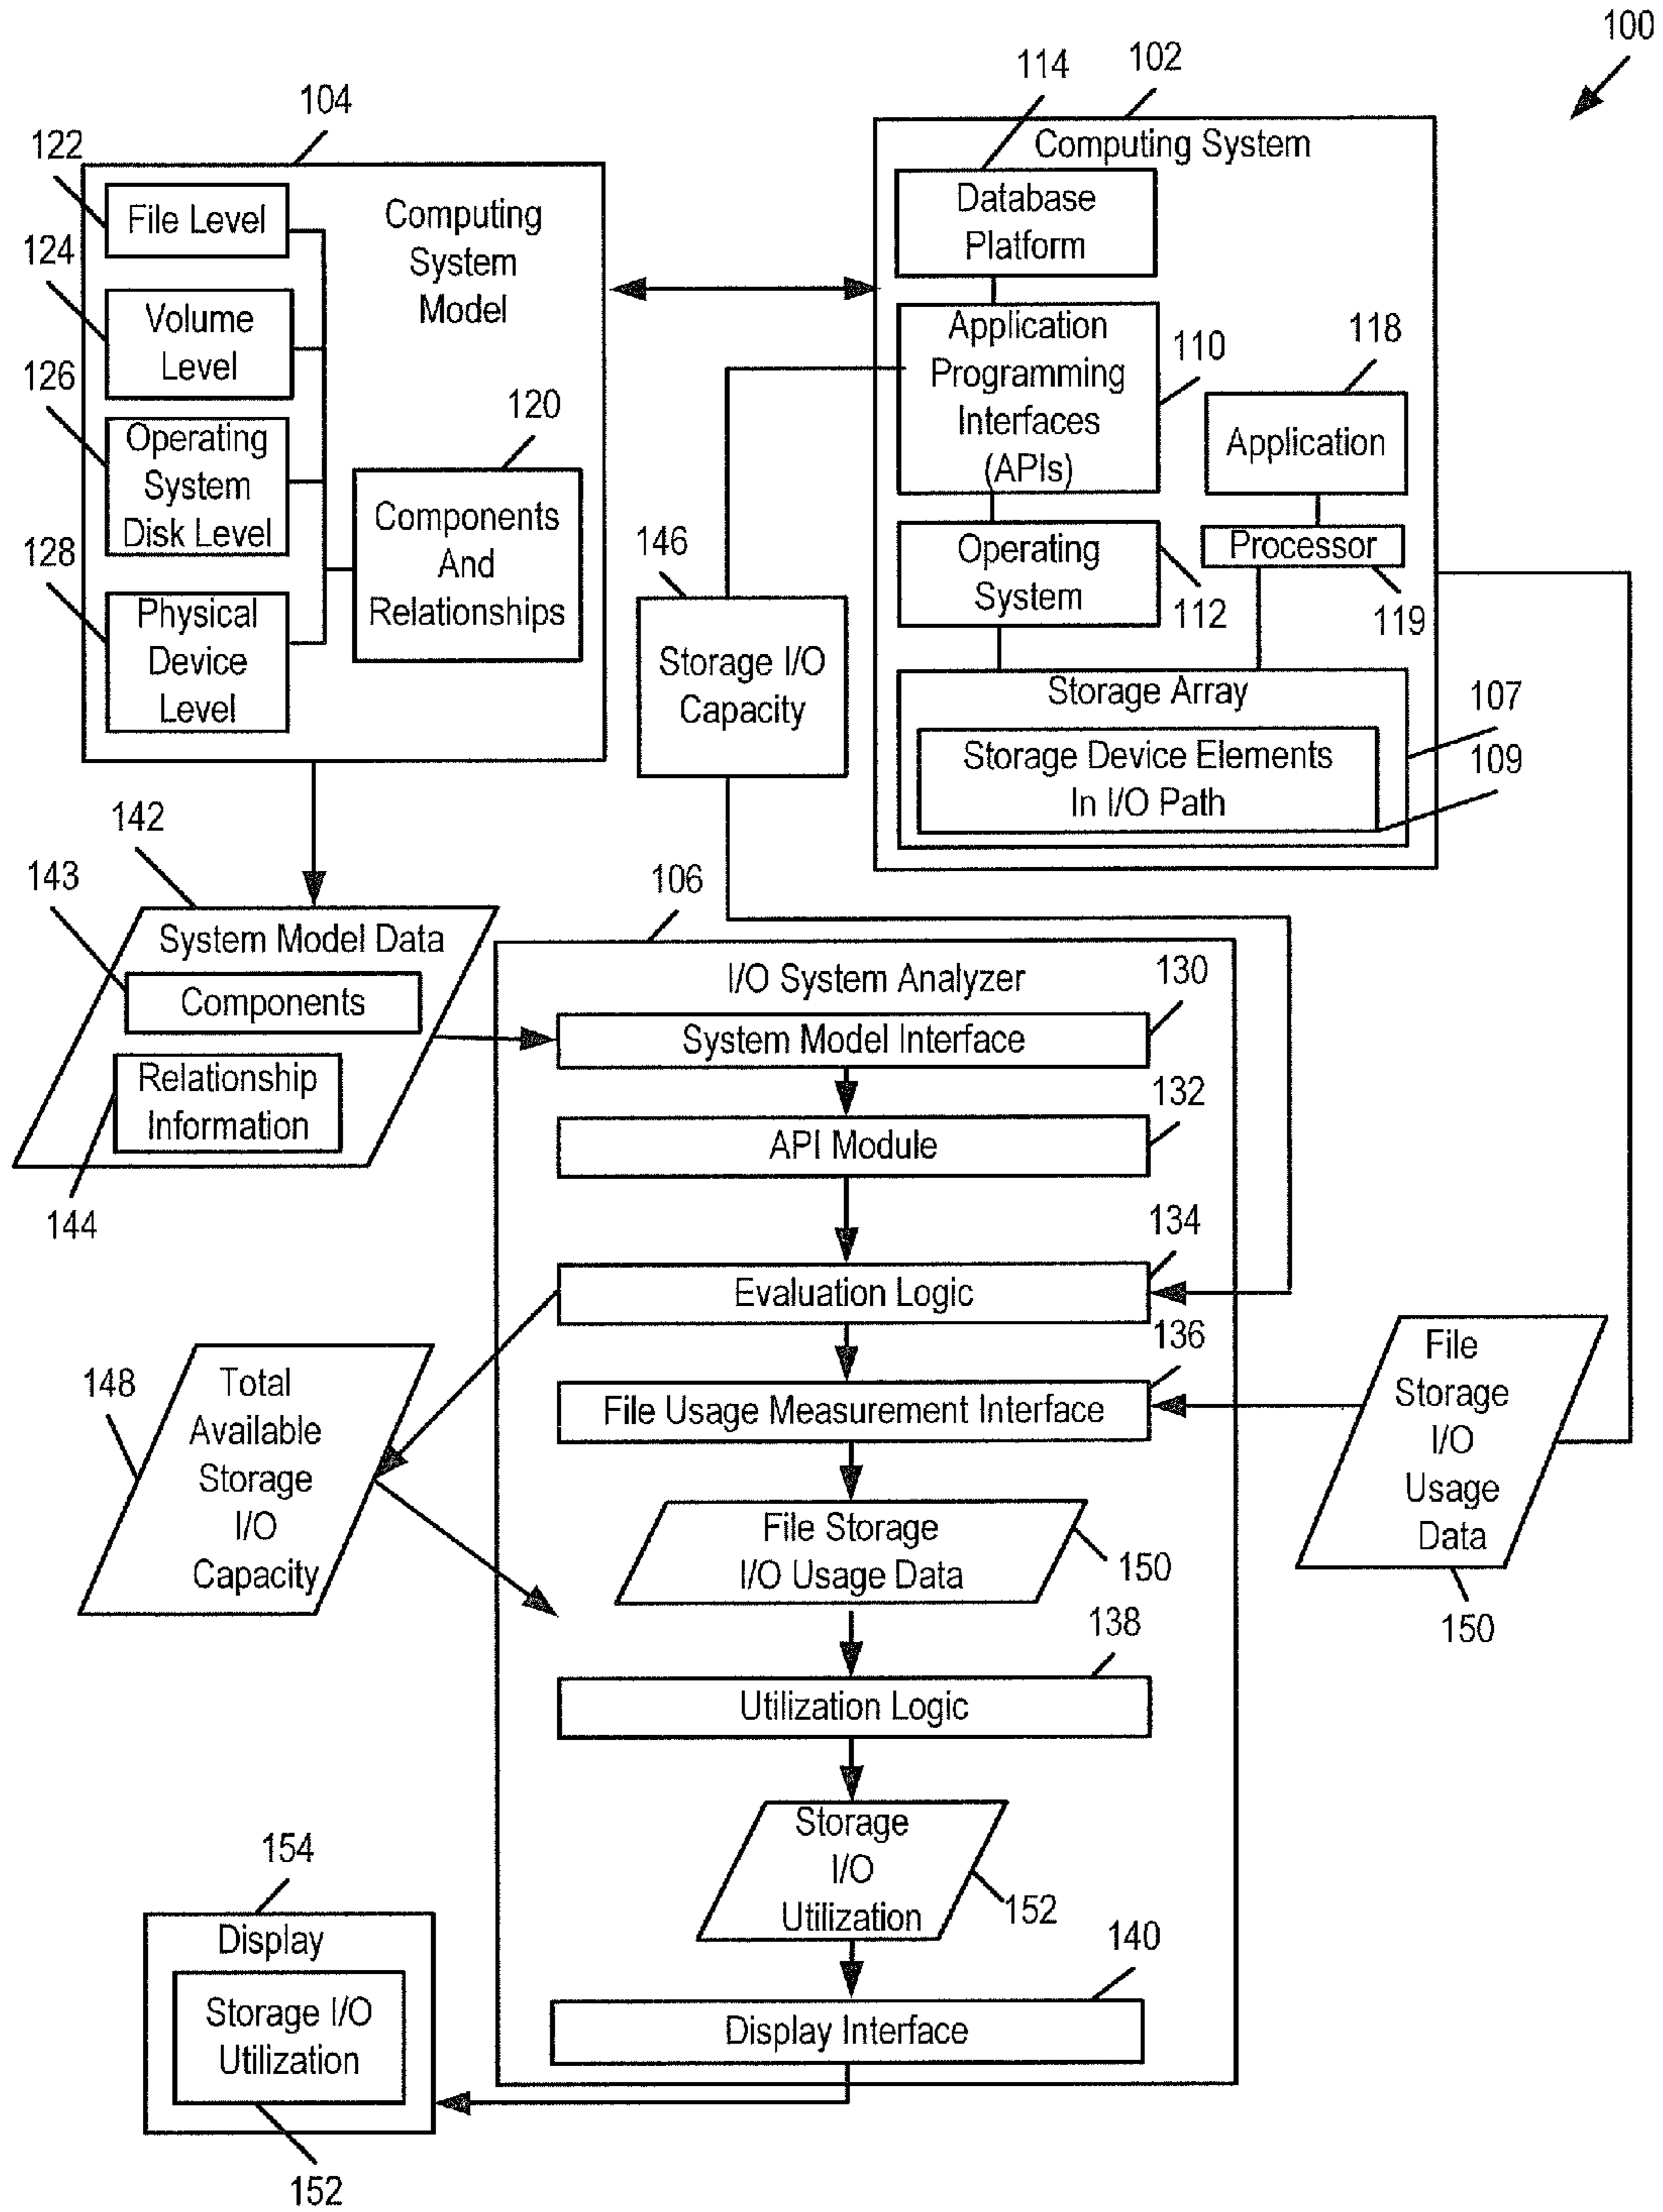 100
104
122
File Level
Computing
System
Model
124
Volume
Level
126
Operating
System
Disk Level
120
Components
And
Relationships
128
Physical
Device
Level
114
102
Computing System
Database
Platform
Application
Programming
Interfaces
(APIs)
110
118
Application
Operating
System
112
Processor
119
146
Storage I/O
Capacity
Storage Array
107
109
Storage Device Elements
In I/O Path
142
143
System Model Data
Components
Relationship
Information
144
106
I/O System Analyzer
130
System Model Interface
132
API Module
134
Evaluation Logic
136
File Usage Measurement Interface
148
Total
Available
Storage
I/O
Capacity
File
Storage
I/O
Usage
Data
150
File Storage
I/O Usage Data
150
138
Utilization Logic
Storage
I/O
Utilization
152
140
Display Interface
154
Display
Storage I/O
Utilization
152